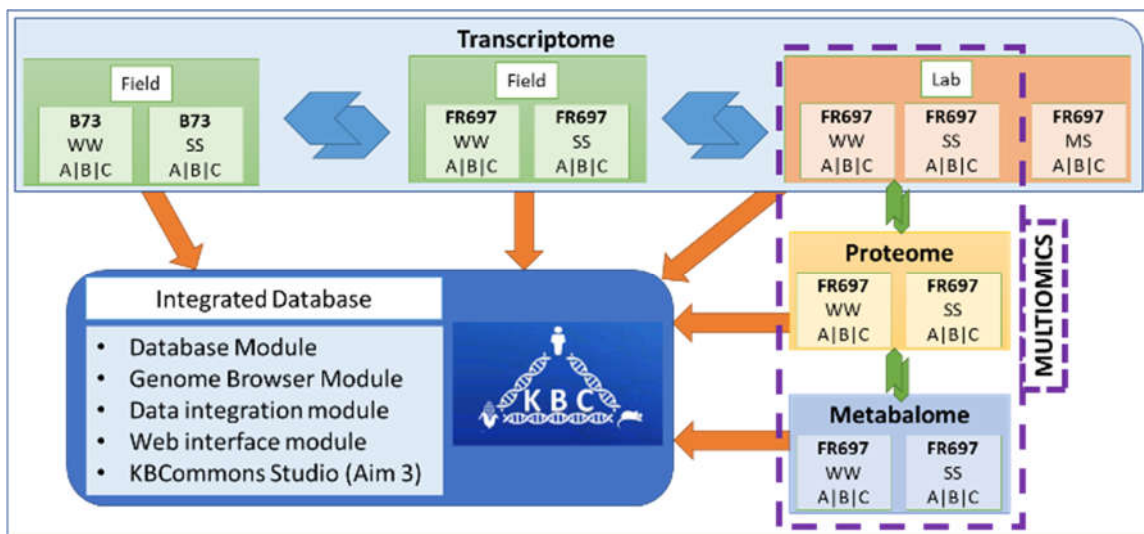 Transcriptome
Field
B73
WW
A|B|C
B73
SS
A|B|C
Field
FR697
WW
A|B|C
FR697
SS
A|B|C
Lab
FR697
WW
A|B|C
FR697
SS
A|B|C
FR697
MS
A|B|C
Proteome
FR697
WW
A|B|C
FR697
SS
A|B|C
MULTIOMICS
Metabalome
FR697
WW
A|B|C
FR697
SS
A|B|C
Integrated Database
• Database Module
• Genome Browser Module
• Data integration module
• Web interface module
• KBCommons Studio (Aim 3)
KBC